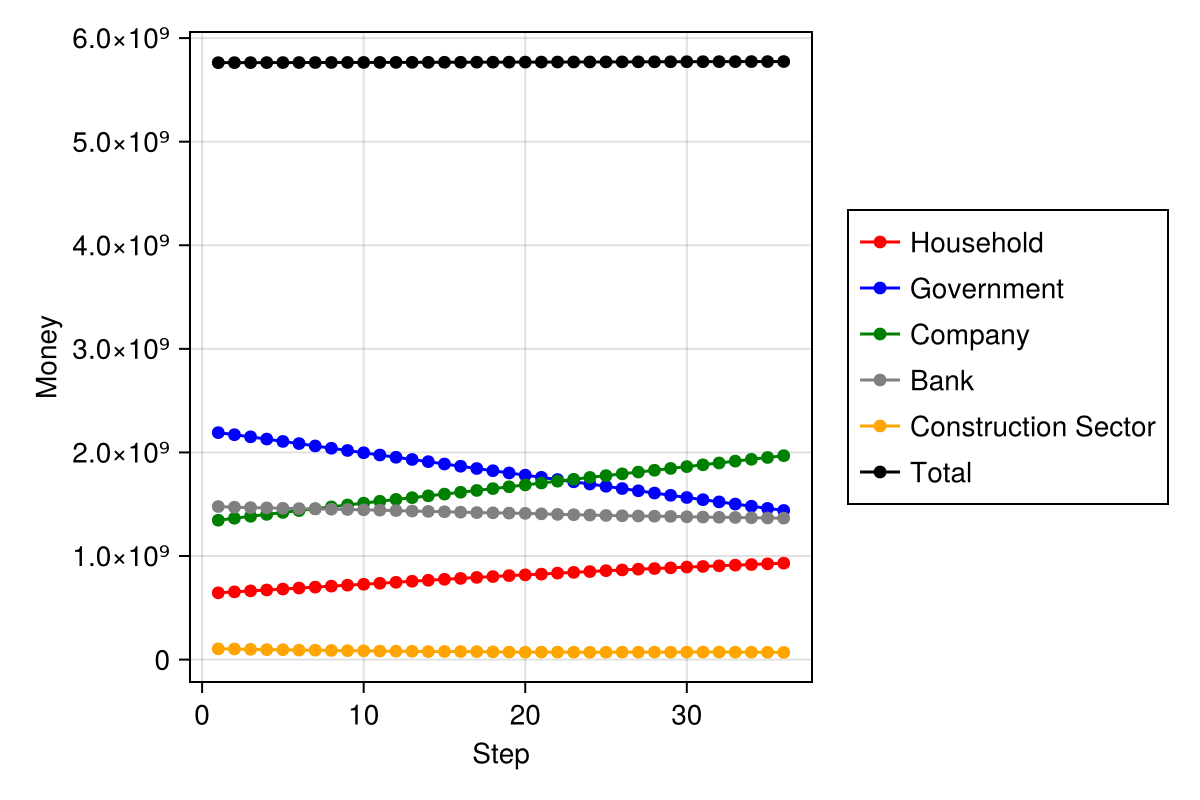 6.0×10⁹
5.0×10⁹
4.0×10⁹
3.0×10⁹
2.0×10⁹
1.0×10⁹
0
Money
0 10 20 30
Step
Household
Government
Company
Bank
Construction Sector
Total